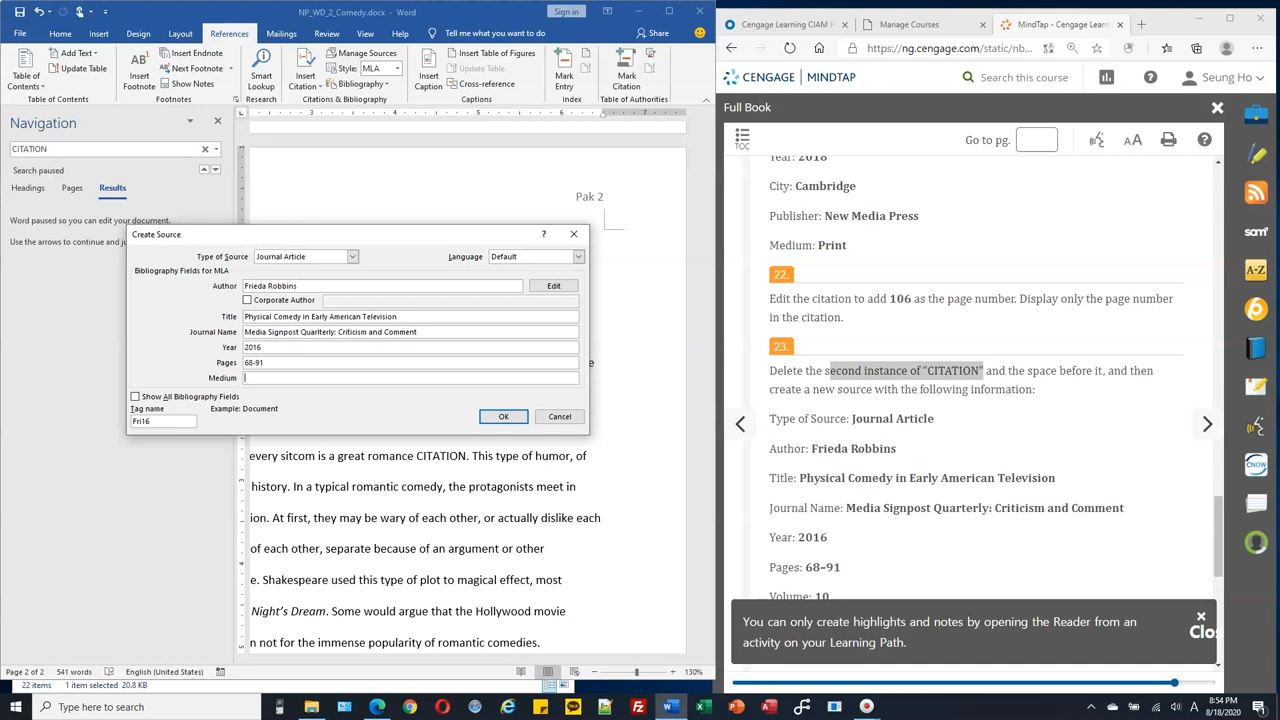 NP_WD_2_Comedy.docx - Word
Sign in
File Home Insert Design Layout References Mailings Review View Help Tell me what you want to do Share
Table of Contents
Add Text
Update Table
Table of Contents
Insert Footnote
AB
Insert Endnote
Next Footnote
Show Notes
Footnotes
Smart Lookup
Research
Insert Citation
Manage Sources
Style: MLA
Bibliography
Citations & Bibliography
Insert Caption
Insert Table of Figures
Update Table
Cross-reference
Captions
Mark Entry
Index
Mark Citation
Table of Authorities
Navigation
CITATION
Search paused
Headings Pages Results
Word paused so you can edit your document.
Use the arrows to continue and ju
Pak 2
Create Source
Type of Source Journal Article
Language Default
Bibliography Fields for MLA
Author Frieda Robbins Edit
Corporate Author
Title Physical Comedy in Early American Television
Journal Name Media Signpost Quarlterly: Criticism and Comment
Year 2016
Pages 68-91
Medium
Show All Bibliography Fields
Tag name Example: Document
Fri16
OK Cancel
e
every sitcom is a great romance CITATION. This type of humor, of
history. In a typical romantic comedy, the protagonists meet in
ion. At first, they may be wary of each other, or actually dislike each
of each other, separate because of an argument or other
e. Shakespeare used this type of plot to magical effect, most
Night's Dream. Some would argue that the Hollywood movie
n not for the immense popularity of romantic comedies.
Page 2 of 2 541 words English (United States) 130%
22 items 1 item selected 20.8 KB
Cengage Learning CIAM P
Manage Courses
MindTap - Cengage Learn
https://ng.cengage.com/static/nb...
CENGAGE MINDTAP
Search this course
Seung Ho
Full Book
TOC
Go to pg.
AA
Year: 2018
City: Cambridge
Publisher: New Media Press
Medium: Print
22.
Edit the citation to add 106 as the page number. Display only the page number
in the citation.
23.
Delete the second instance of "CITATION" and the space before it, and then
create a new source with the following information:
Type of Source: Journal Article
Author: Frieda Robbins
Title: Physical Comedy in Early American Television
Journal Name: Media Signpost Quarterly: Criticism and Comment
Year: 2016
Pages: 68–91
Volume: 10
You can only create highlights and notes by opening the Reader from an
activity on your Learning Path.
Clos
sam
A-Z
CNOW
Type here to search
A
8:54 PM
8/18/2020